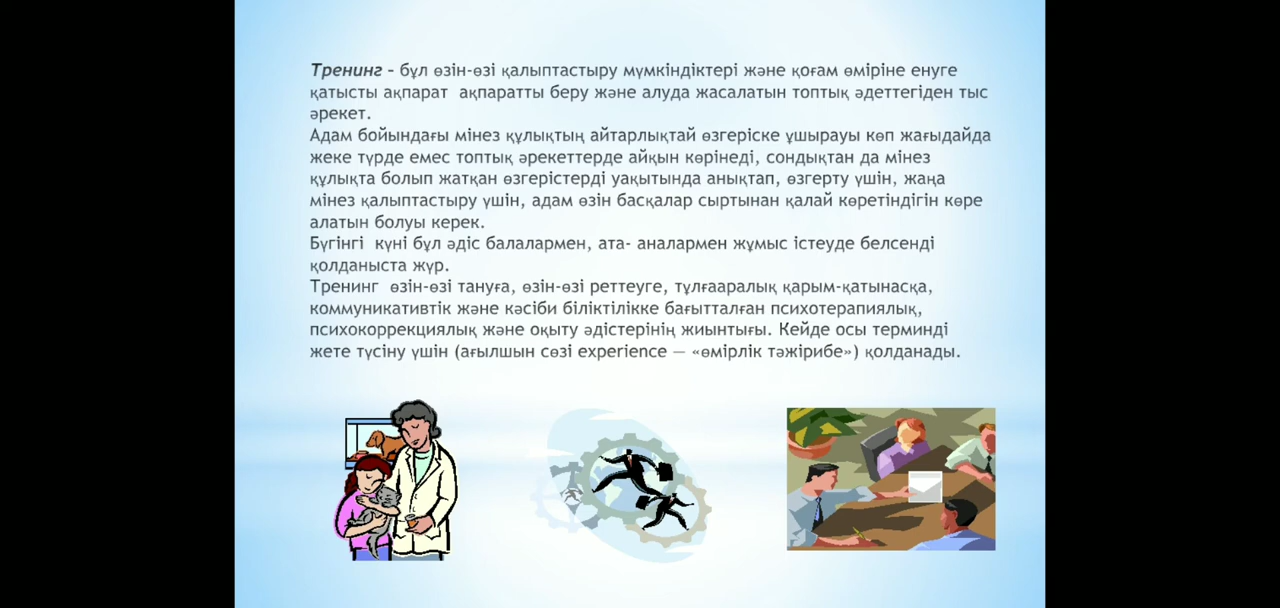 Тренинг – бұл өзін-өзі қалыптастыру мүмкіндіктері және қоғам өміріне енуге
қатысты ақпарат  ақпаратты беру және алуда жасалатын топтық әдеттегіден тыс
әрекет.
Адам бойындағы мінез құлықтың айтарлықтай өзгеріске ұшырауы көп жағыдайда
жеке түрде емес топтық әрекеттерде айқын көрінеді, сондықтан да мінез
құлықта болып жатқан өзгерістерді уақытында анықтап, өзгерту үшін, жаңа
мінез қалыптастыру үшін, адам өзін басқалар сыртынан қалай көретіндігін көре
алатын болуы керек.
Бүгінгі  күні бұл әдіс балалармен, ата- аналармен жұмыс істеуде белсенді
қолданыста жүр.
Тренинг  өзін-өзі тануға, өзін-өзі реттеуге, тұлғааралық қарым-қатынасқа,
коммуникативтік және кәсіби біліктілікке бағытталған психотерапиялық,
психокоррекциялық және оқыту әдістерінің жиынтығы. Кейде осы терминді
жете түсіну үшін (ағылшын сөзі experience — «өмірлік тәжірибе») қолданады.